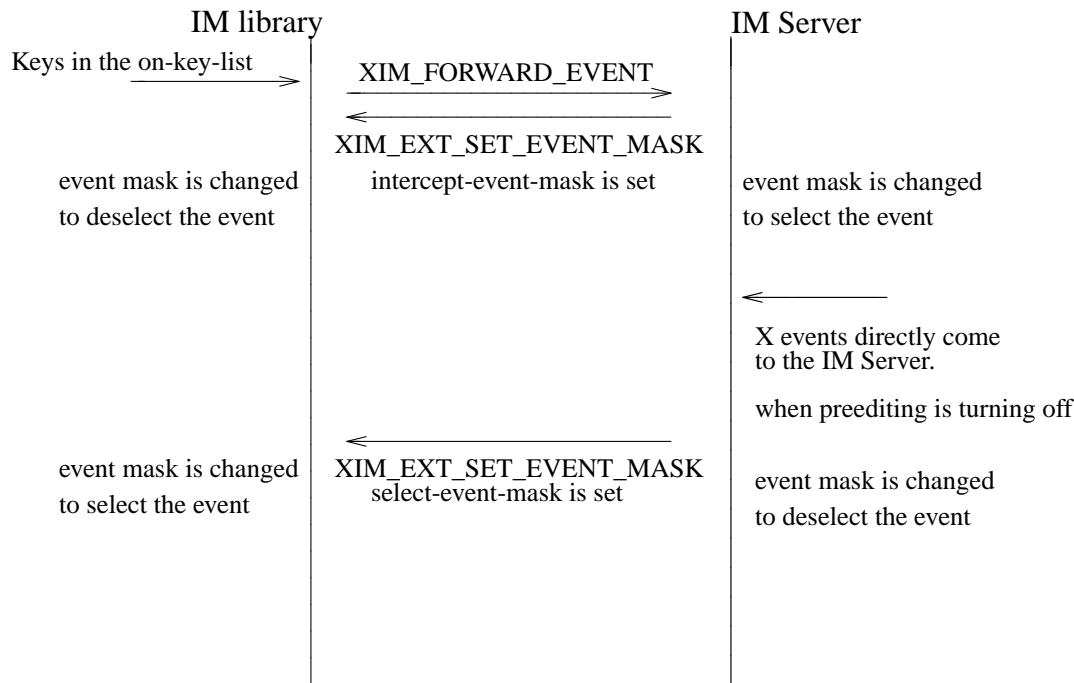 IM library
IM Server
Keys in the on-key-list
XIM_FORWARD_EVENT
XIM_EXT_SET_EVENT_MASK
intercept-event-mask is set
event mask is changed
to deselect the event
event mask is changed
to select the event
X events directly come
to the IM Server.
when preediting is turning off
XIM_EXT_SET_EVENT_MASK
select-event-mask is set
event mask is changed
to select the event
event mask is changed
to deselect the event